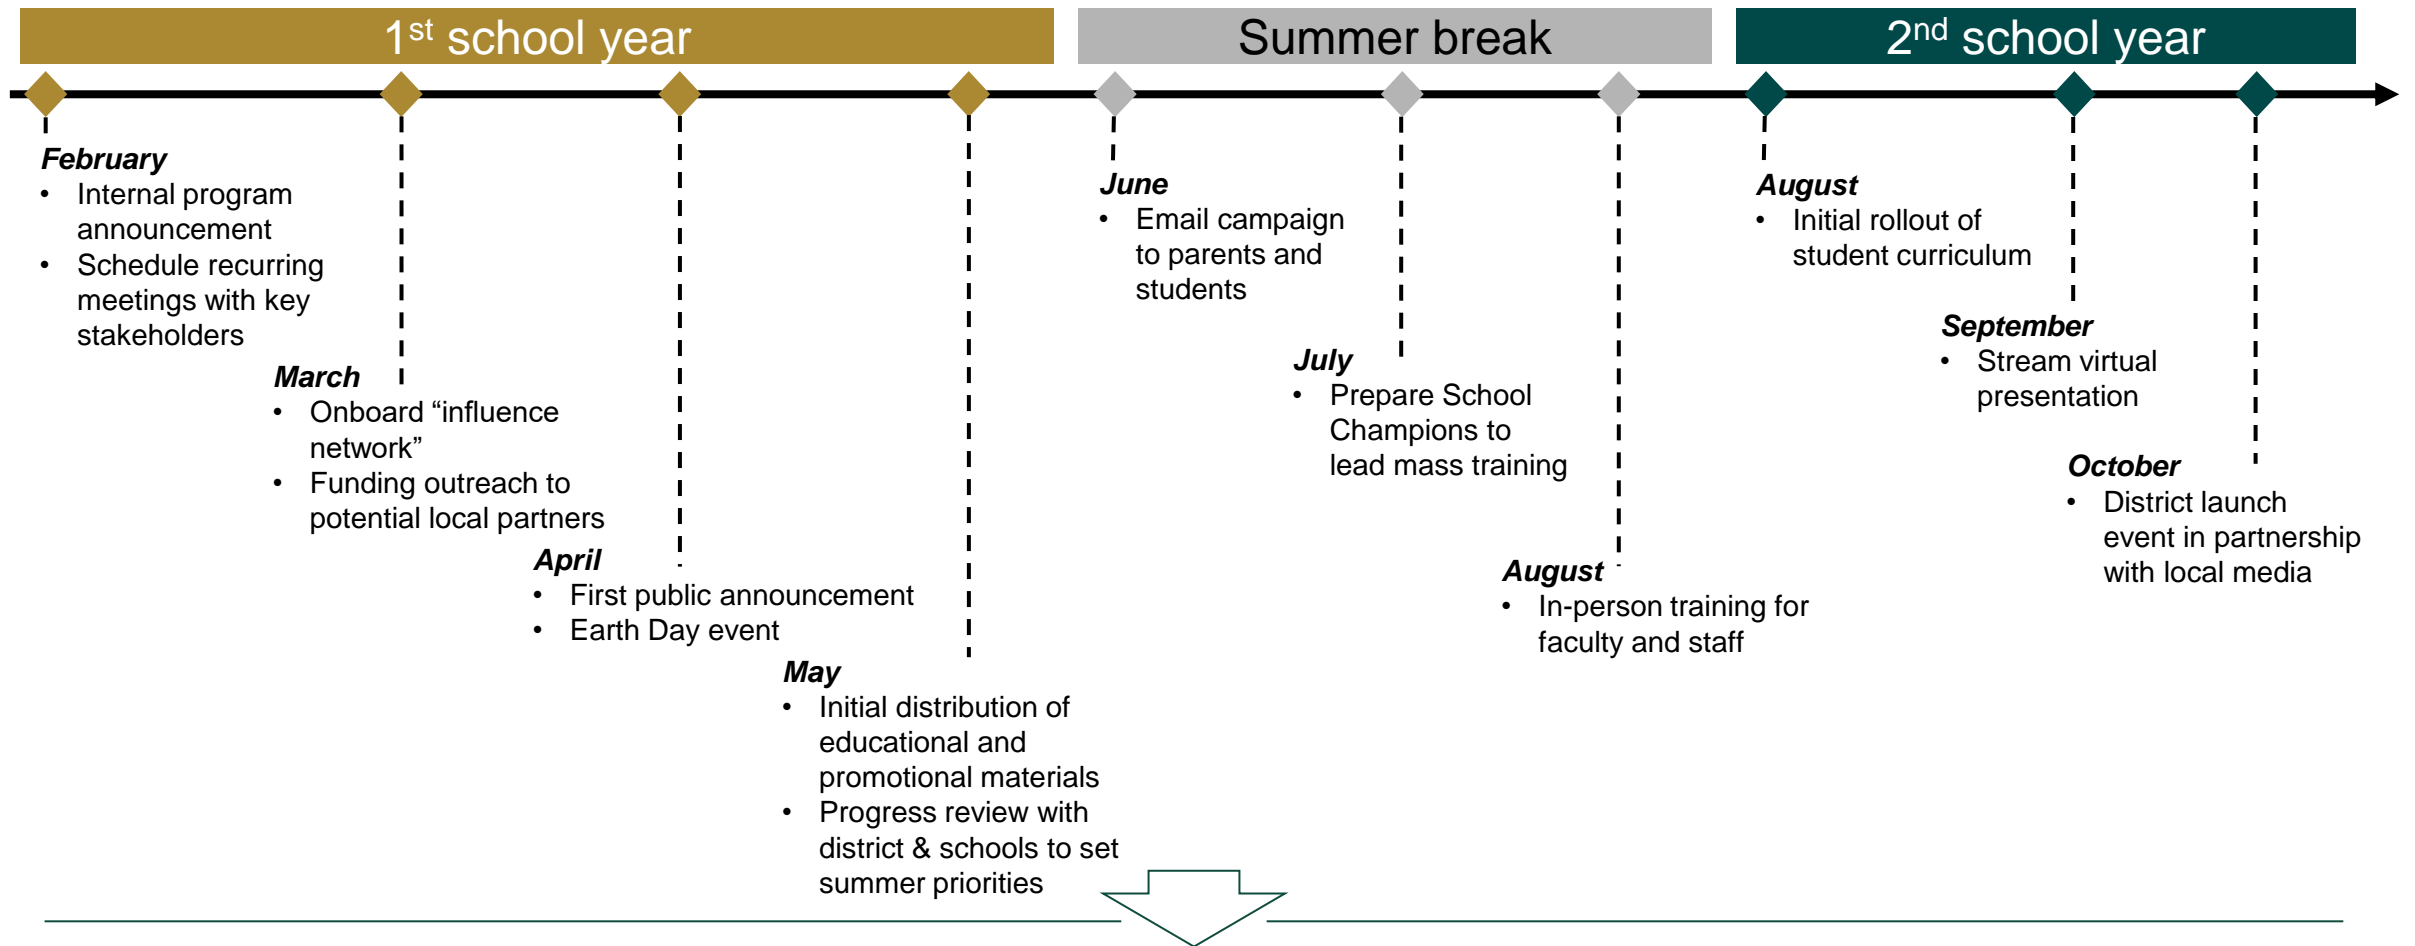 1st school year
Summer break
2nd school year
February
• Internal program
announcement
• Schedule recurring
meetings with key
stakeholders
March
• Onboard “influence
network”
• Funding outreach to
potential local partners
April
• First public announcement
• Earth Day event
May
• Initial distribution of
educational and
promotional materials
• Progress review with
district & schools to set
summer priorities
June
• Email campaign
to parents and
students
July
• Prepare School
Champions to
lead mass training
August
• In-person training for
faculty and staff
August
• Initial rollout of
student curriculum
September
• Stream virtual
presentation
October
• District launch
event in partnership
with local media